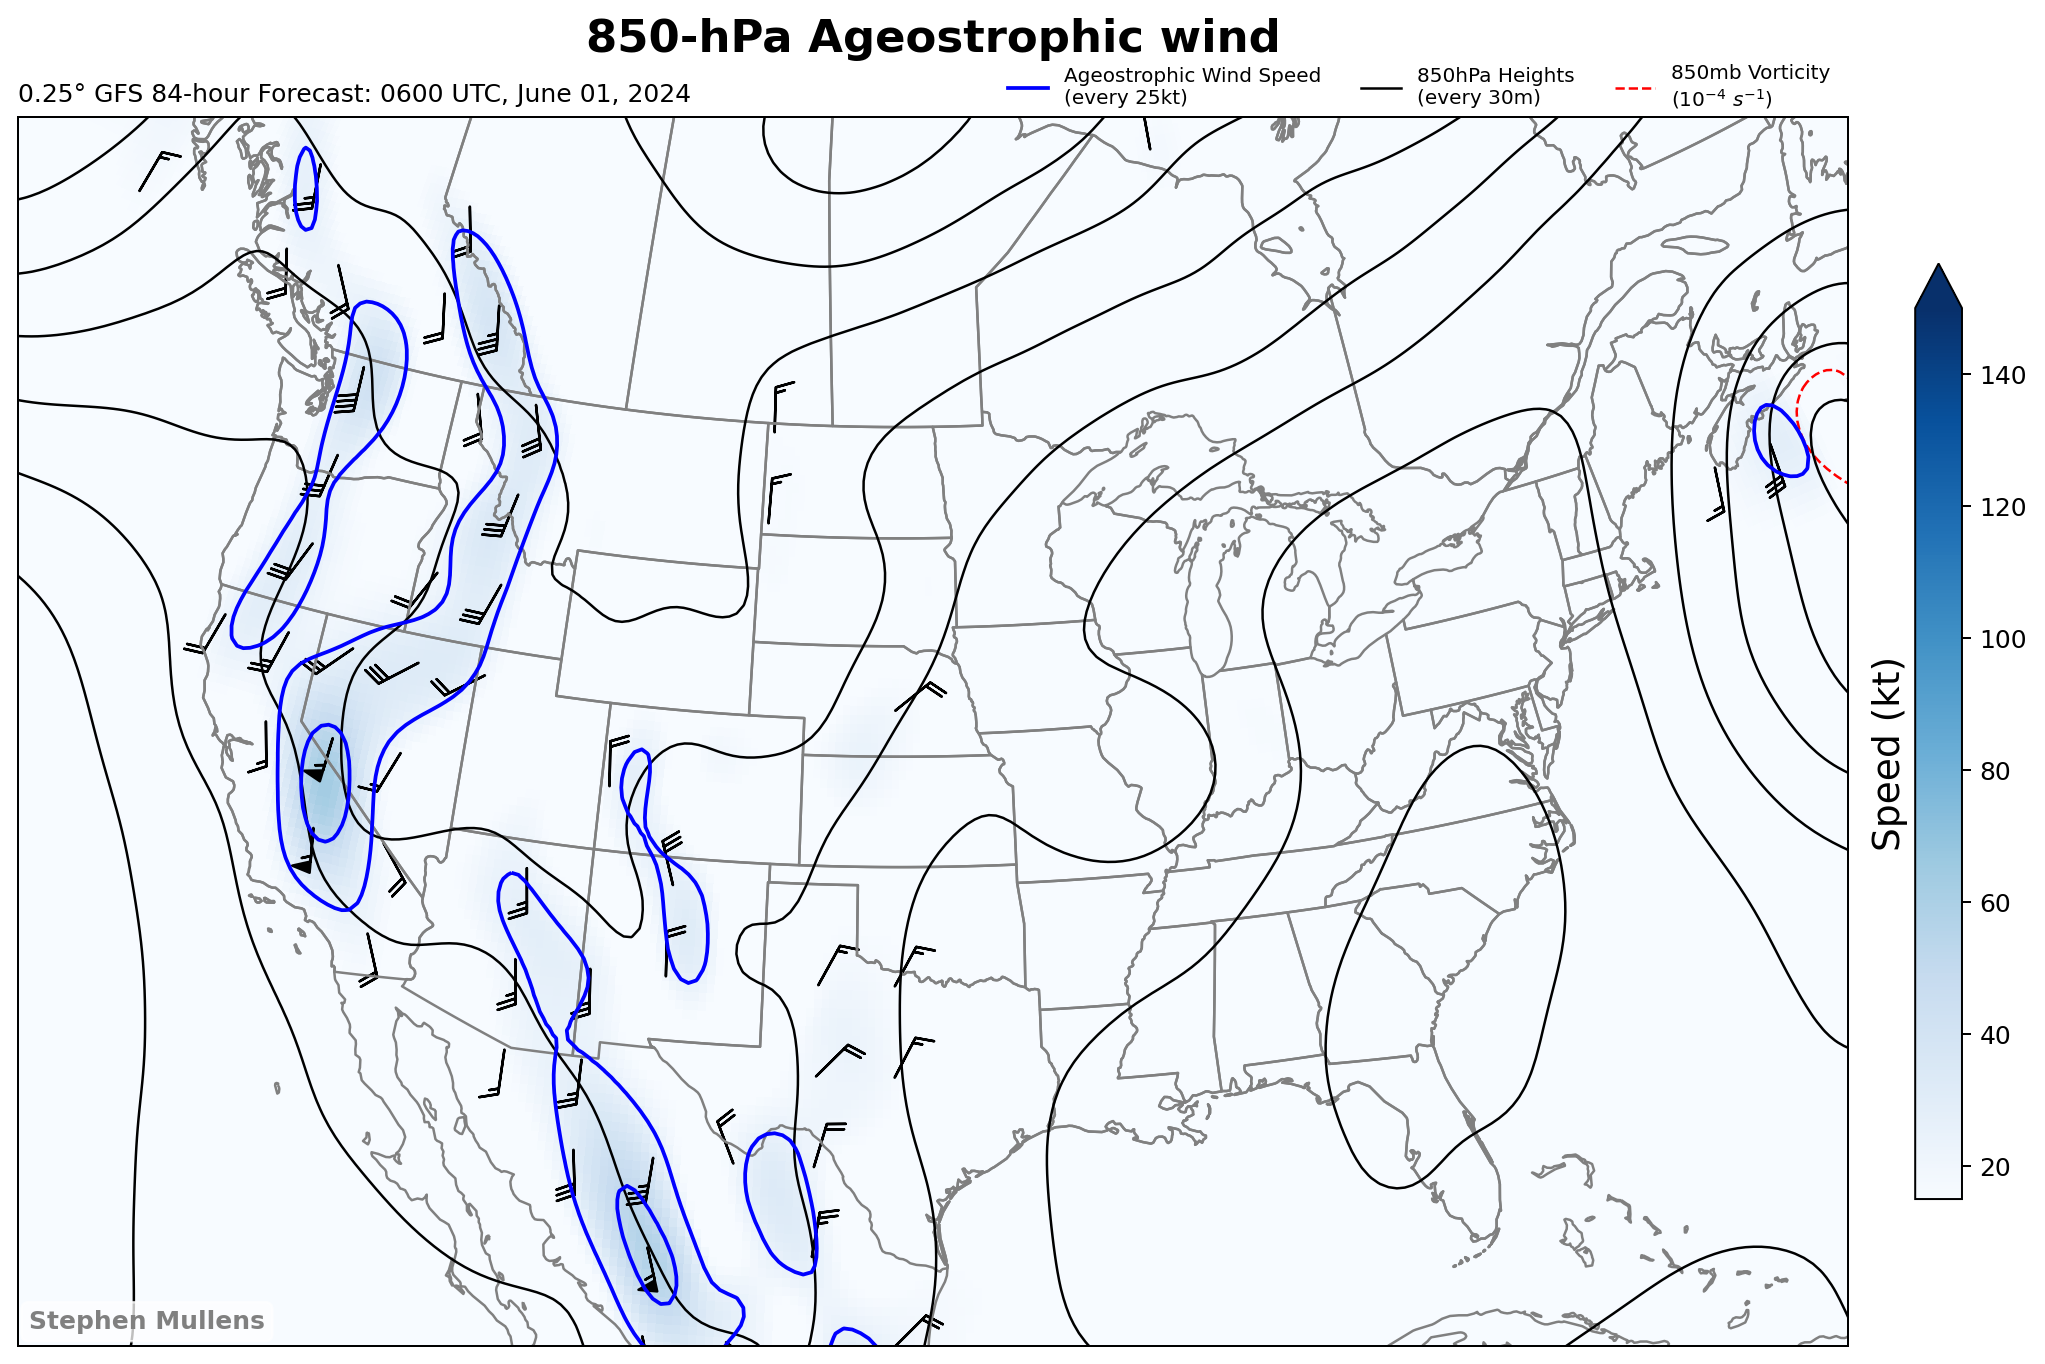 850-hPa Ageostrophic wind
0.25° GFS 84-hour Forecast: 0600 UTC, June 01, 2024
Ageostrophic Wind Speed
(every 25kt)
850hPa Heights
(every 30m)
850mb Vorticity
(10⁻⁴ s⁻¹)
140
120
100
80
60
40
20
Speed (kt)
Stephen Mullens